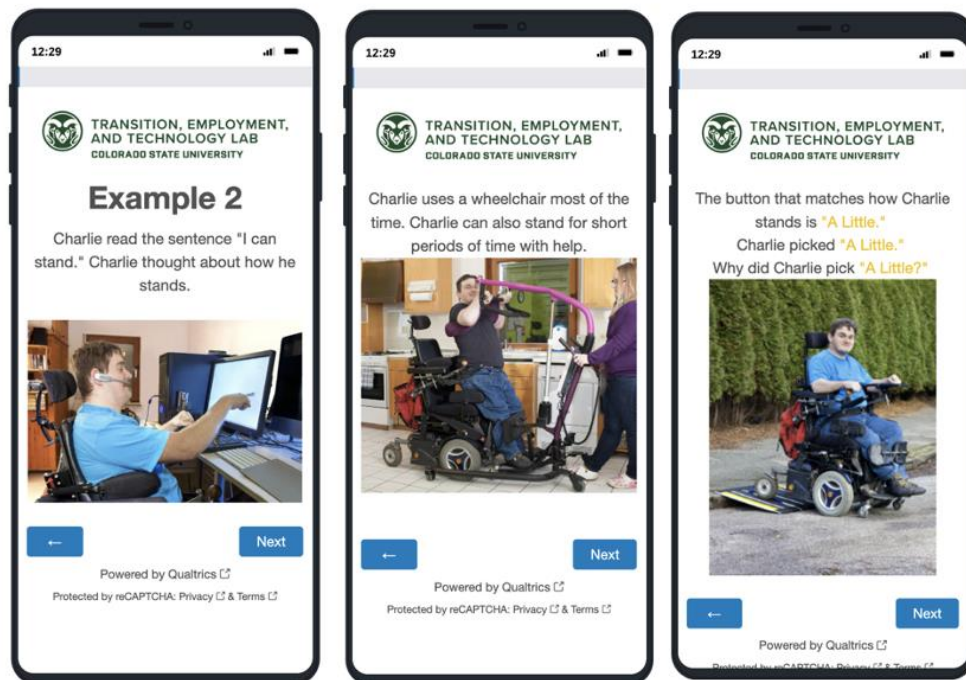 12:29
TRANSITION, EMPLOYMENT,
AND TECHNOLOGY LAB
COLORADO STATE UNIVERSITY
Example 2
Charlie read the sentence "I can
stand." Charlie thought about how he
stands.
←
Next
Powered by Qualtrics
Protected by reCAPTCHA: Privacy & Terms
12:29
TRANSITION, EMPLOYMENT,
AND TECHNOLOGY LAB
COLORADO STATE UNIVERSITY
Charlie uses a wheelchair most of the
time. Charlie can also stand for short
periods of time with help.
←
Next
Powered by Qualtrics
Protected by reCAPTCHA: Privacy & Terms
12:29
TRANSITION, EMPLOYMENT,
AND TECHNOLOGY LAB
COLORADO STATE UNIVERSITY
The button that matches how Charlie
stands is "A Little."
Charlie picked "A Little."
Why did Charlie pick "A Little?"
←
Next
Powered by Qualtrics
Protected by reCAPTCHA: Privacy & Terms